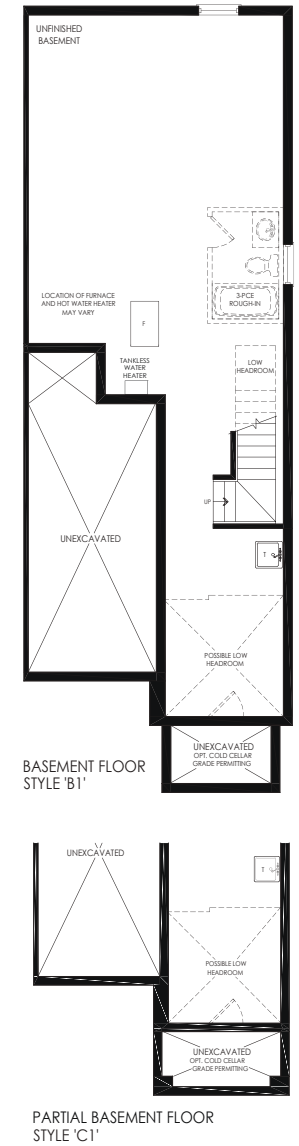 UNFINISHED
BASEMENT
3-PCE
ROUGH-IN
LOCATION OF FURNACE
AND HOT WATER HEATER
MAY VARY
F
TANKLESS
WATER
HEATER
LOW
HEADROOM
UP
UNEXCAVATED
T
POSSIBLE LOW
HEADROOM
UNEXCAVATED
OPT. COLD CELLAR
GRADE PERMITTING
BASEMENT FLOOR
STYLE 'B1'
UNEXCAVATED
T
POSSIBLE LOW
HEADROOM
UNEXCAVATED
OPT. COLD CELLAR
GRADE PERMITTING
PARTIAL BASEMENT FLOOR
STYLE 'C1'